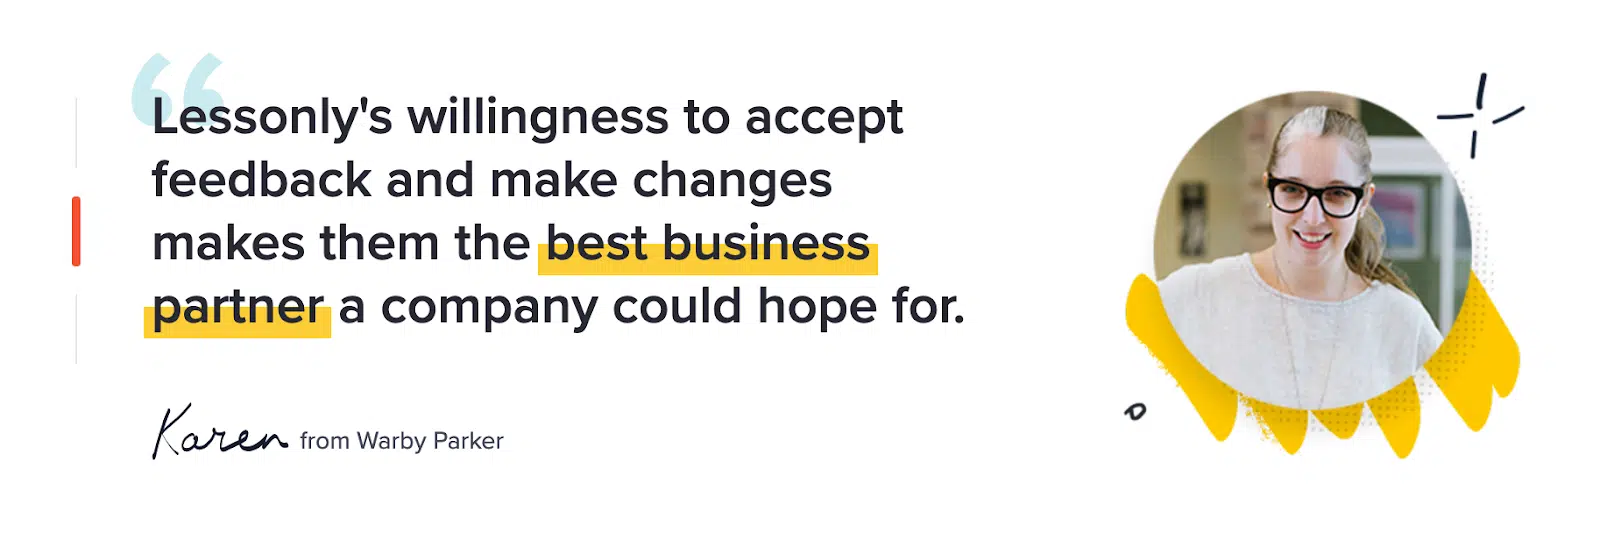 “
Lessonly's willingness to accept
feedback and make changes
makes them the best business
partner a company could hope for.
Karen from Warby Parker